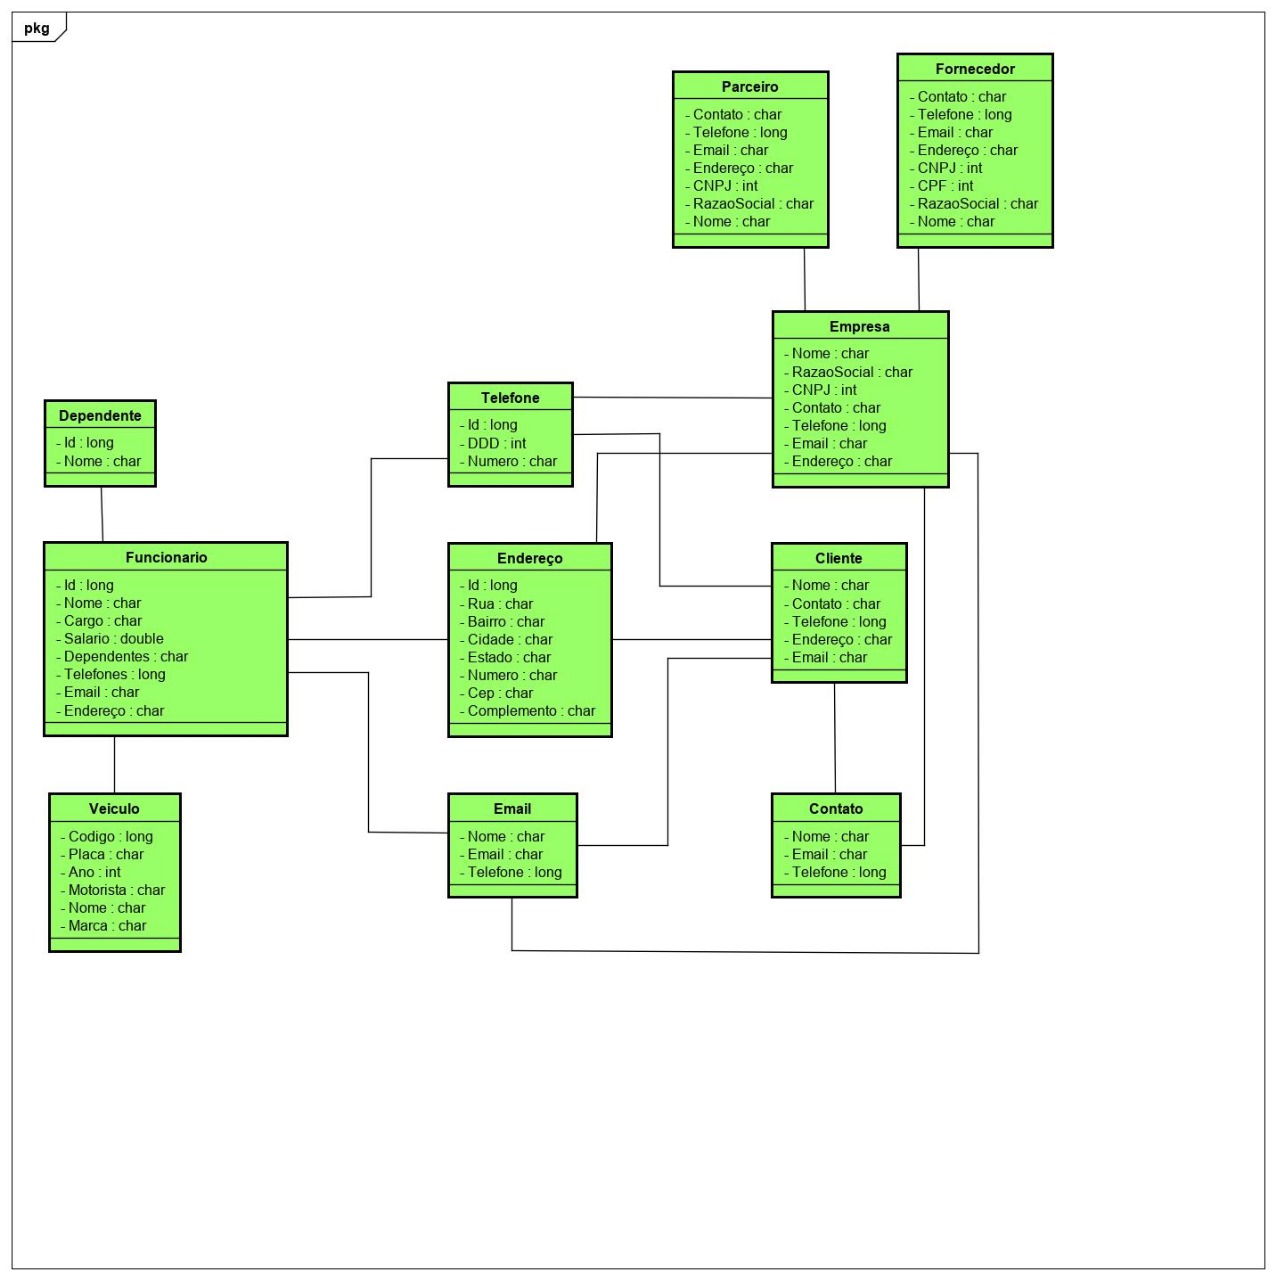 pkg
Parceiro
- Contato : char
- Telefone : long
- Email : char
- Endereço : char
- CNPJ : int
- RazaoSocial : char
- Nome : char
Fornecedor
- Contato : char
- Telefone : long
- Email : char
- Endereço : char
- CNPJ : int
- CPF : int
- RazaoSocial : char
- Nome : char
Empresa
- Nome : char
- RazaoSocial : char
- CNPJ : int
- Contato : char
- Telefone : long
- Email : char
- Endereço : char
Telefone
- Id : long
- DDD : int
- Numero : char
Dependente
- Id : long
- Nome : char
Funcionario
- Id : long
- Nome : char
- Cargo : char
- Salario : double
- Dependentes : char
- Telefones : long
- Email : char
- Endereço : char
Endereço
- Id : long
- Rua : char
- Bairro : char
- Cidade : char
- Estado : char
- Numero : char
- Cep : char
- Complemento : char
Cliente
- Nome : char
- Contato : char
- Telefone : long
- Endereço : char
- Email : char
Veiculo
- Codigo : long
- Placa : char
- Ano : int
- Motorista : char
- Nome : char
- Marca : char
Email
- Nome : char
- Email : char
- Telefone : long
Contato
- Nome : char
- Email : char
- Telefone : long